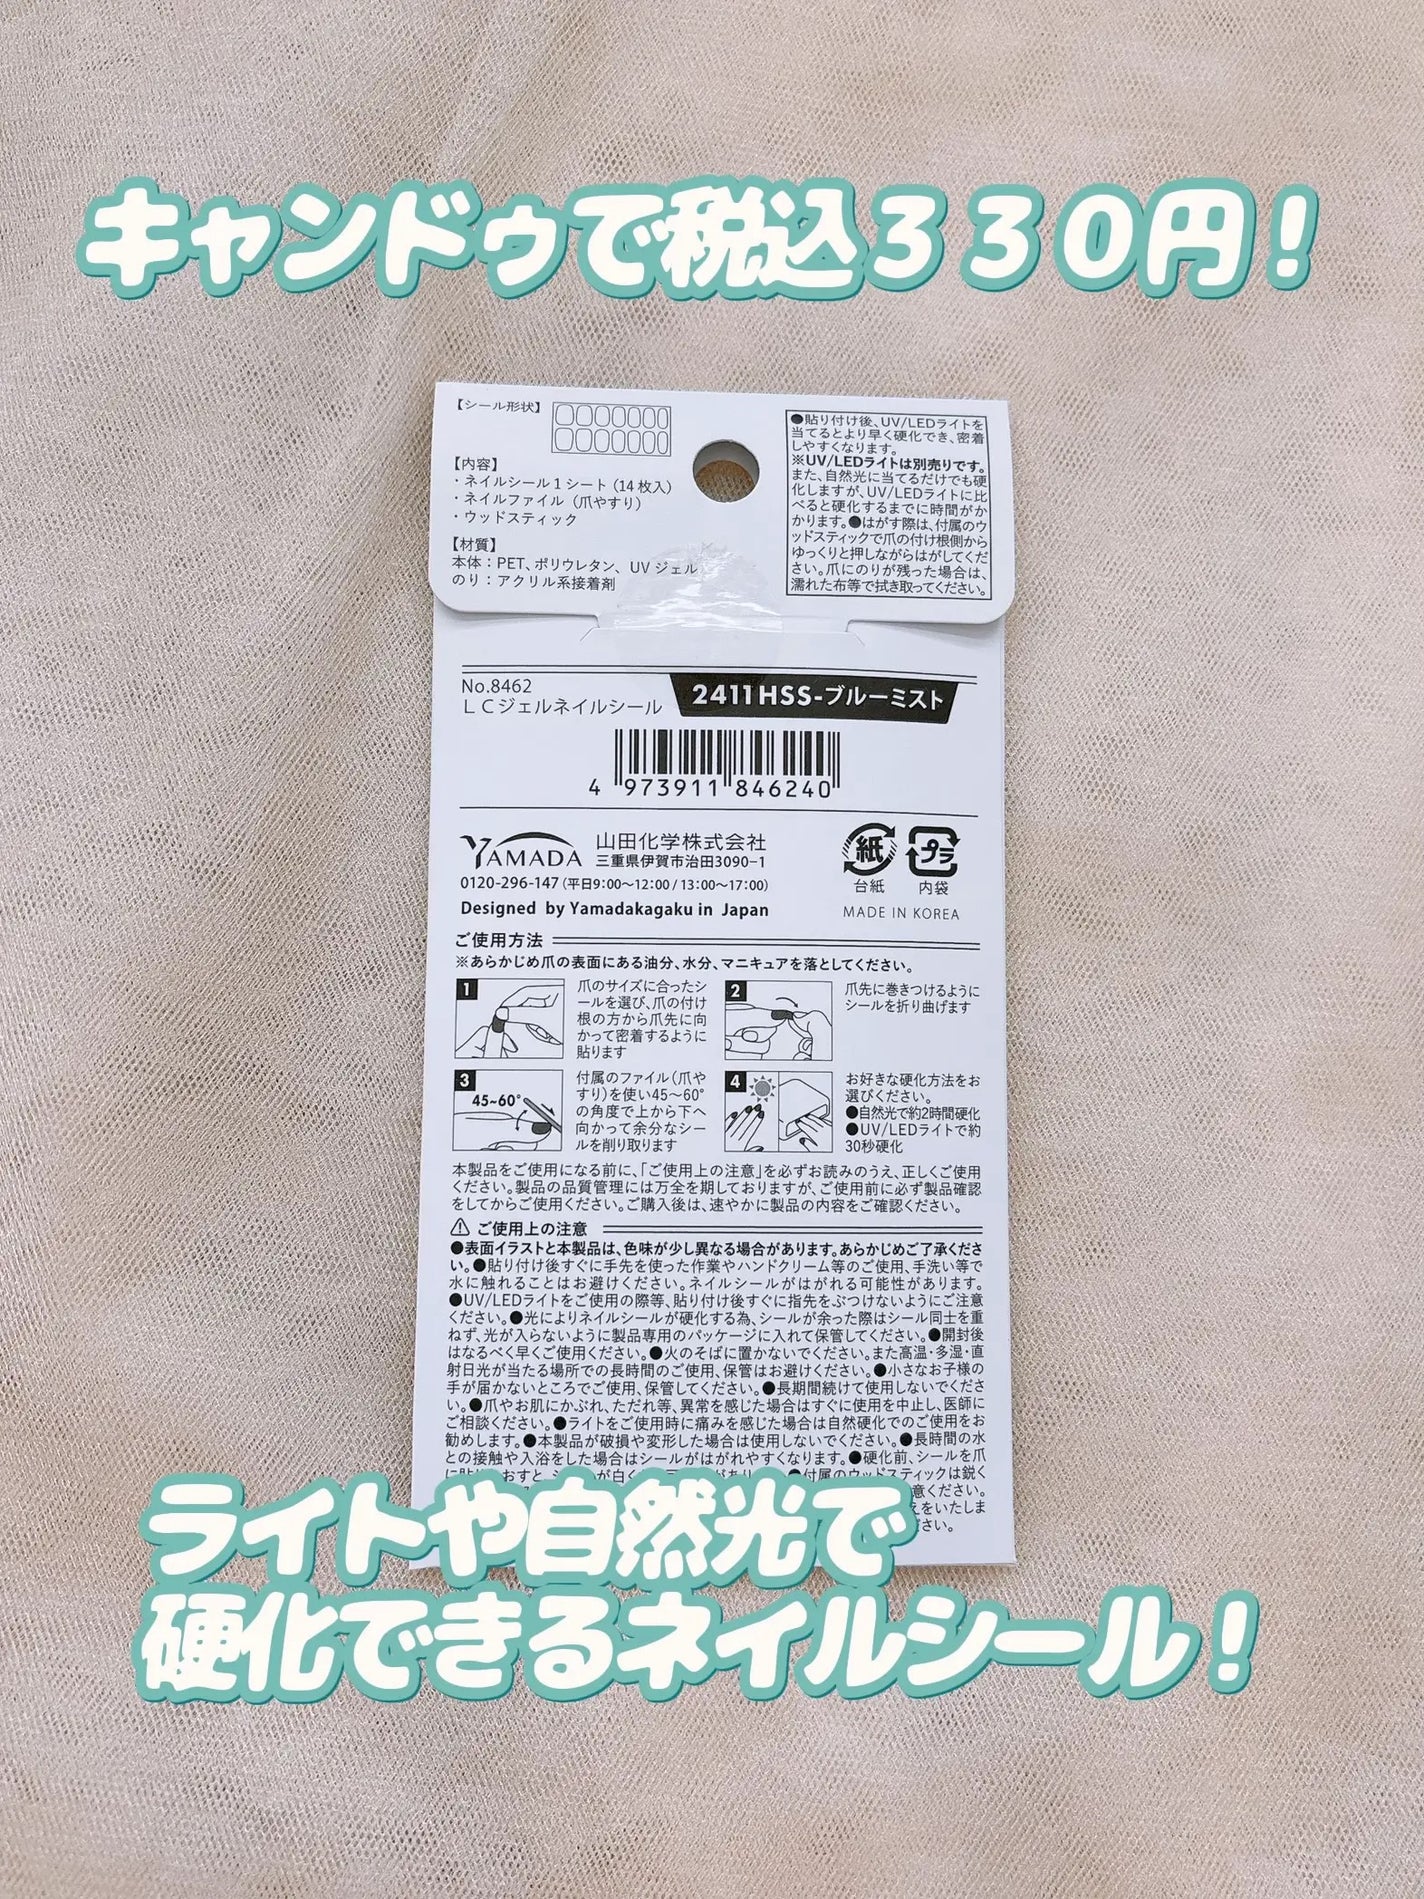 キャンドゥで税込330円!
【シール形状】
【内容】
・ネイルシール1シート（14枚入）
・ネイルファイル（爪やすり）
・ウッドスティック
【材質】
本体：PET、ポリウレタン、UVジェル
のり：アクリル系接着剤
●貼り付け後、UV/LEDライトを
当てるとより早く硬化でき、密着
しやすくなります。
※UV/LEDライトは別売りです。
また、自然光に当てるだけでも硬
化しますが、UV/LEDライトに比
べると硬化するまでに時間がか
かります。●はがす際は、付属のウ
ッドスティックで爪の付け根側から
ゆっくりと押しながらはがしてくだ
さい。爪にのりが残った場合は、
濡れた布等で拭き取ってください。
No.8462
LCジェルネイルシール
2411HSS-ブルーミスト
4 973911 846240
YAMADA 山田化学株式会社
三重県伊賀市治田3090−1
0120-296-147（平日9:00〜12:00 / 13:00〜17:00）
Designed by Yamadakagaku in Japan
紙 プラ
台紙 内袋
MADE IN KOREA
ご使用方法
※あらかじめ爪の表面にある油分、水分、マニキュアを落としてください。
1
爪のサイズに合ったシ
ールを選び、爪の付け
根の方から爪先に向
かって密着するように
貼ります
2
爪先に巻きつけるように
シールを折り曲げます
3
45~60°
付属のファイル（爪や
すり）を使い45〜60°
の角度で上から下へ
向かって余分なシー
ルを削り取ります
4
お好きな硬化方法をお
選びください。
●自然光で約2時間硬化
●UV/LEDライトで約
30秒硬化
本製品をご使用になる前に、「ご使用上の注意」を必ずお読みのうえ、正しくご使用
ください。製品の品質管理には万全を期しておりますが、ご使用前に必ず製品確認
をしてからご使用ください。ご購入後は、速やかに製品の内容をご確認ください。
⚠ ご使用上の注意
●表面イラストと本製品は、色味が少し異なる場合があります。あらかじめご了承くださ
い。●貼り付け後すぐに手先を使った作業やハンドクリーム等のご使用、手洗い等で
水に触れることはお避けください。ネイルシールがはがれる可能性があります。
●UV/LEDライトをご使用の際等、貼り付け後すぐに指先をぶつけないようにご注意
ください。●光によりネイルシールが硬化する為、シールが余った際はシール同士を重
ねず、光が入らないように製品専用のパッケージに入れて保管してください。●開封後
はなるべく早くご使用ください。●火のそばに置かないでください。また高温・多湿・直
射日光が当たる場所での長時間のご使用、保管はお避けください。●小さなお子様の
手が届かないところでご使用、保管してください。●長期間続けて使用しないでくださ
い。●爪やお肌にかぶれ、ただれ等、異常を感じた場合はすぐに使用を中止し、医師に
ご相談ください。●ライトをご使用時に痛みを感じた場合は自然硬化でのご使用をお
勧めします。●本製品が破損や変形した場合は使用しないでください。●長時間の水
との接触や入浴をした場合はシールがはがれやすくなります。●硬化前、シールを爪
おすと、 が白く ●付属のウッドスティックは鋭く
意ください。
えをいたしま
ださい。
ライトや自然光で
硬化できるネイルシール!